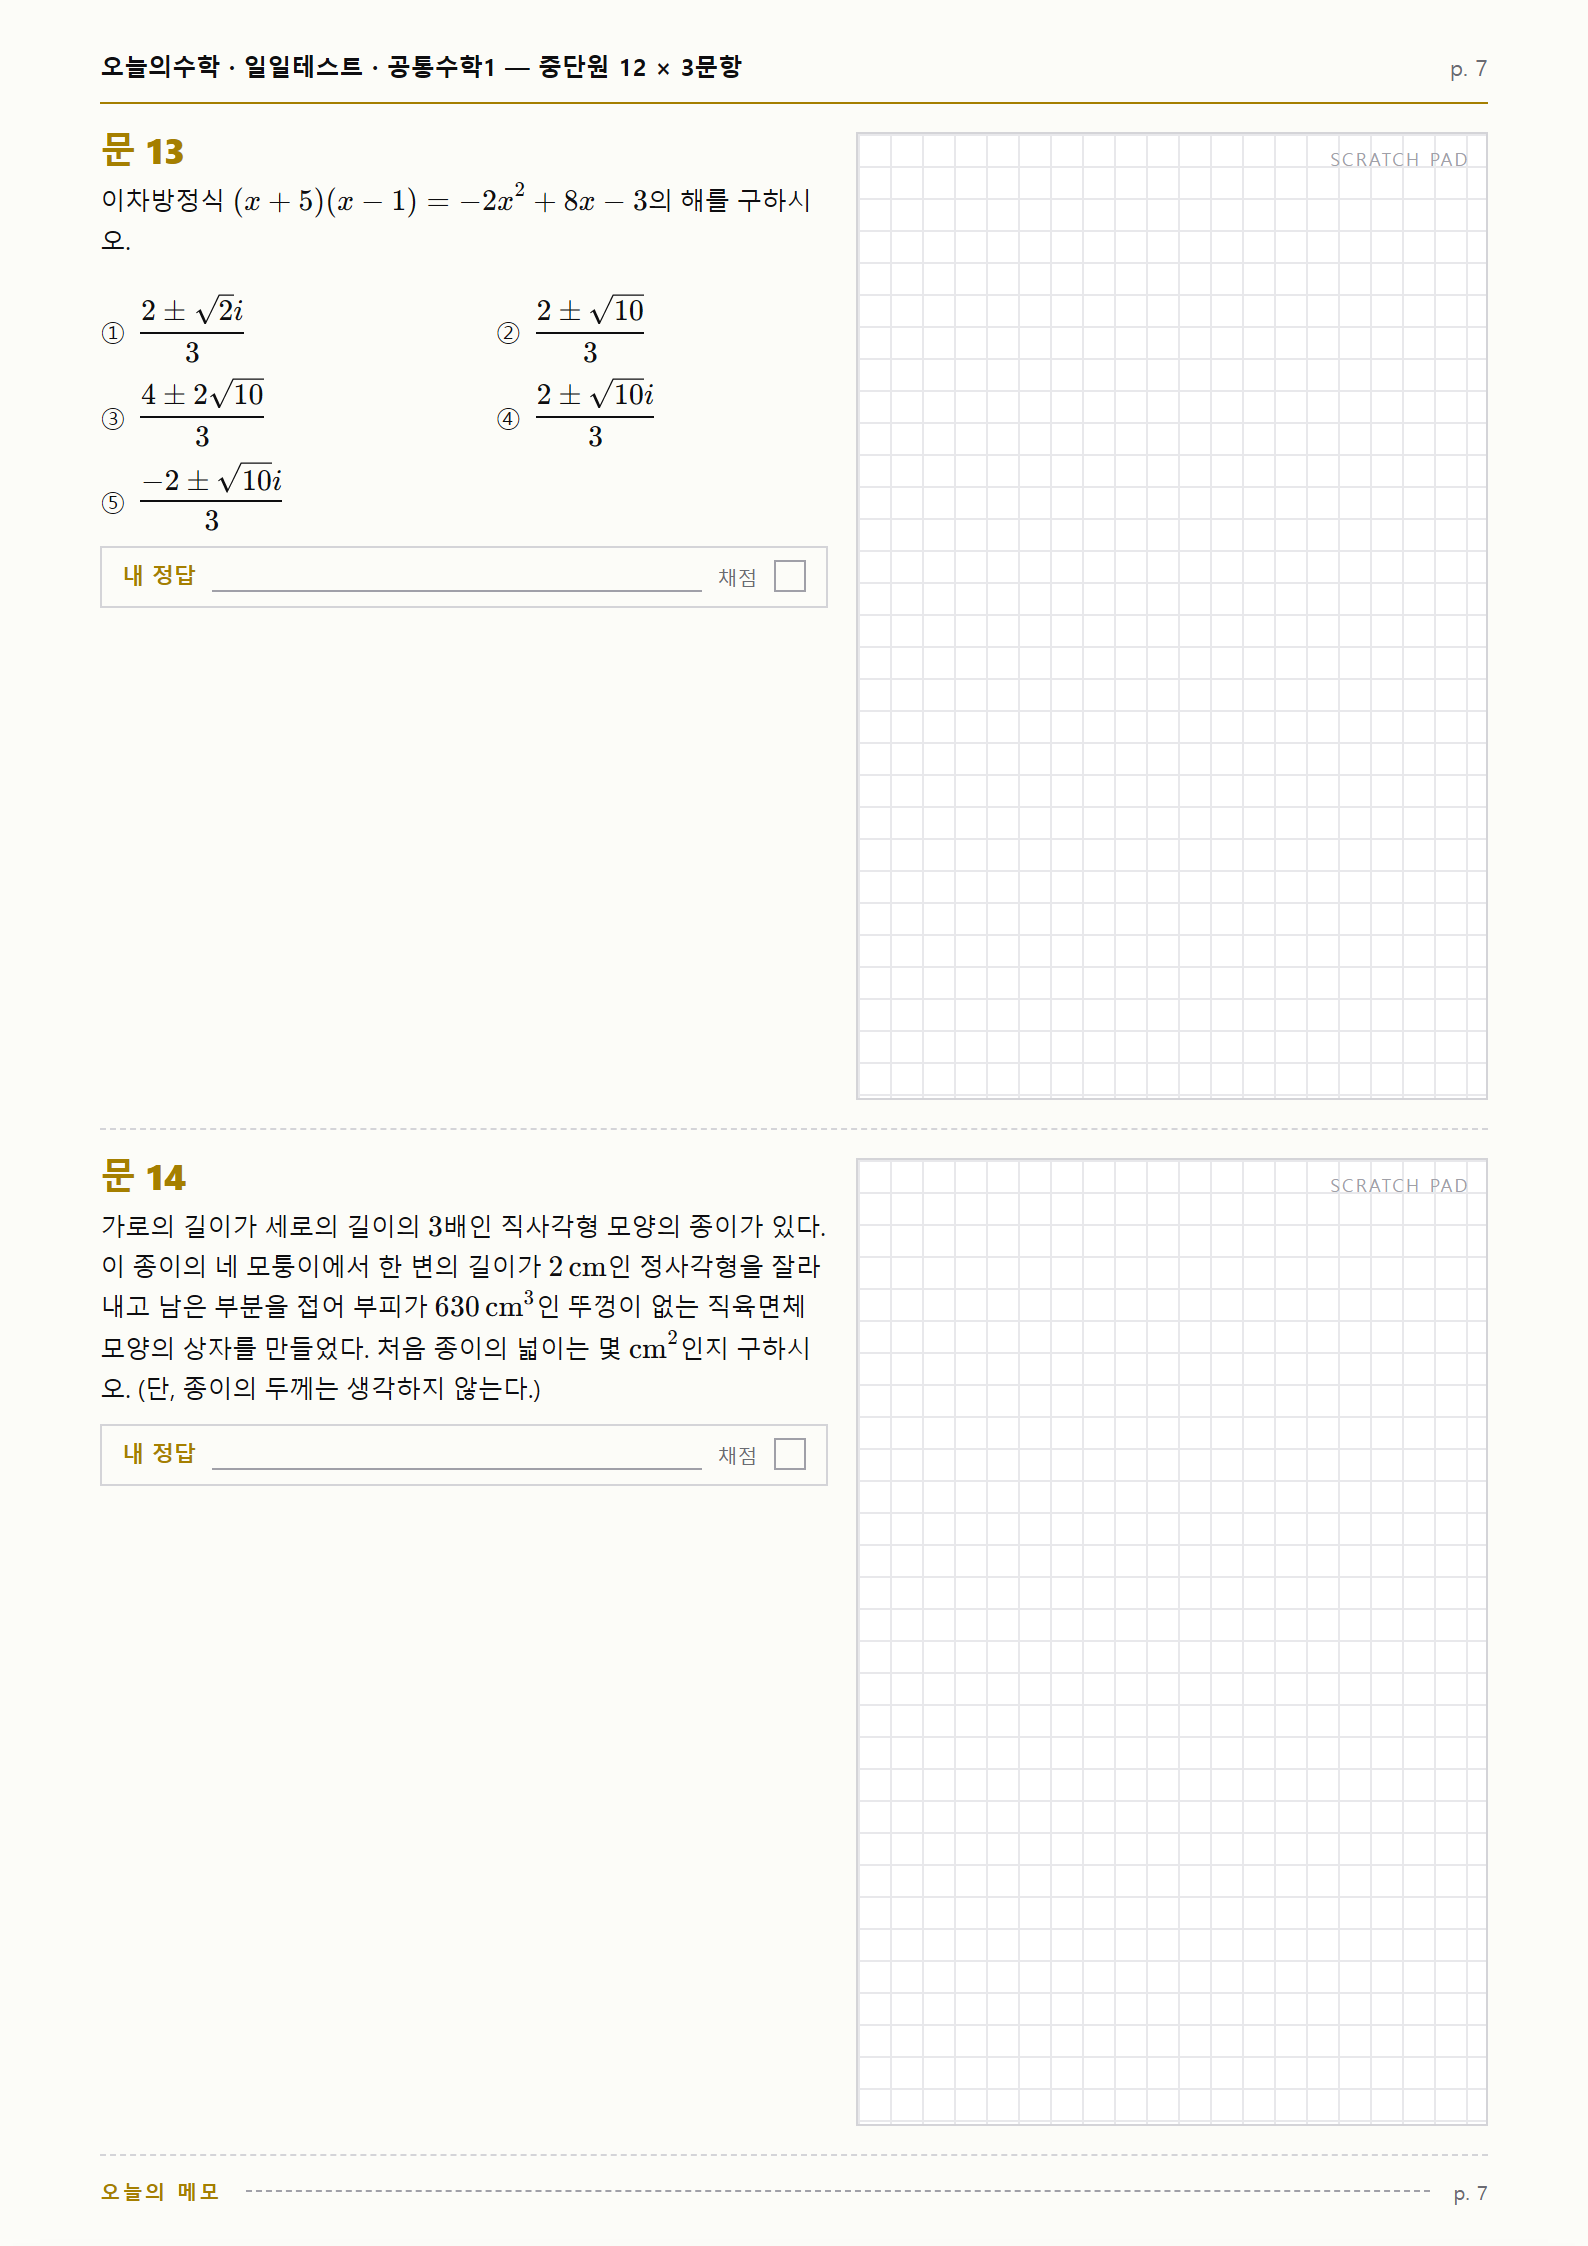 오늘의수학 · 일일테스트 · 공통수학1 — 중단원 12 × 3문항
p. 7
문 13
이차방정식 (x + 5)(x − 1) = −2x² + 8x − 3의 해를 구하시
오.
① (2 ± √2i)/3
② (2 ± √10)/3
③ (4 ± 2√10)/3
④ (2 ± √10i)/3
⑤ (−2 ± √10i)/3
내 정답
채점
SCRATCH PAD
문 14
가로의 길이가 세로의 길이의 3배인 직사각형 모양의 종이가 있다.
이 종이의 네 모퉁이에서 한 변의 길이가 2 cm인 정사각형을 잘라
내고 남은 부분을 접어 부피가 630 cm³인 뚜껑이 없는 직육면체
모양의 상자를 만들었다. 처음 종이의 넓이는 몇 cm²인지 구하시
오. (단, 종이의 두께는 생각하지 않는다.)
내 정답
채점
SCRATCH PAD
오늘의 메모
p. 7